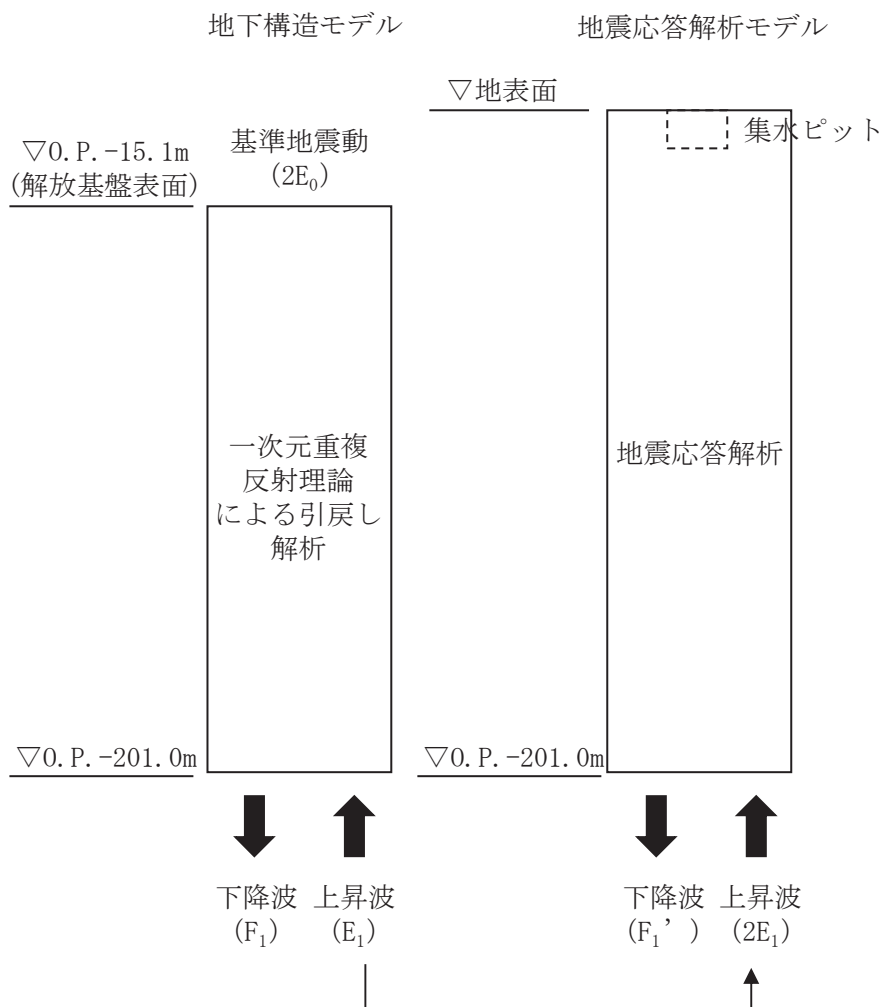 地下構造モデル
▽O.P.-15.1m
(解放基盤表面)
基準地震動
(2E₀)
一次元重複
反射理論
による引戻し
解析
▽O.P.-201.0m
下降波
(F₁)
上昇波
(E₁)
地震応答解析モデル
▽地表面
集水ピット
地震応答解析
▽O.P.-201.0m
下降波
(F₁’)
上昇波
(2E₁)